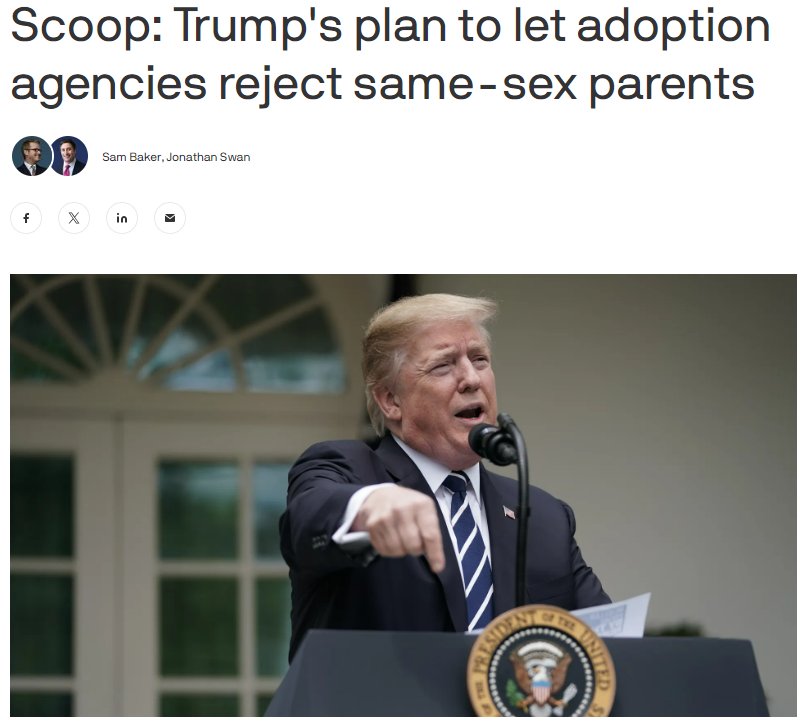 Scoop: Trump's plan to let adoption
agencies reject same-sex parents
Sam Baker, Jonathan Swan
PRESIDENT OF THE UNITED